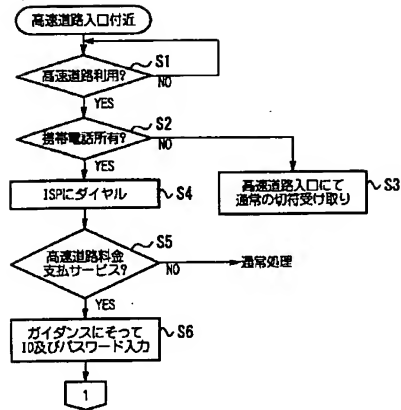 高速道路入口付近
S1
高速道路利用?
NO
YES
S2
携帯電話所有?
NO
YES
ISPにダイヤル
S4
高速道路入口にて
通常の切符受け取り
S3
S5
高速道路料金
支払サービス?
NO
通常処理
YES
ガイダンスにそって
ID及びパスワード入力
S6
1